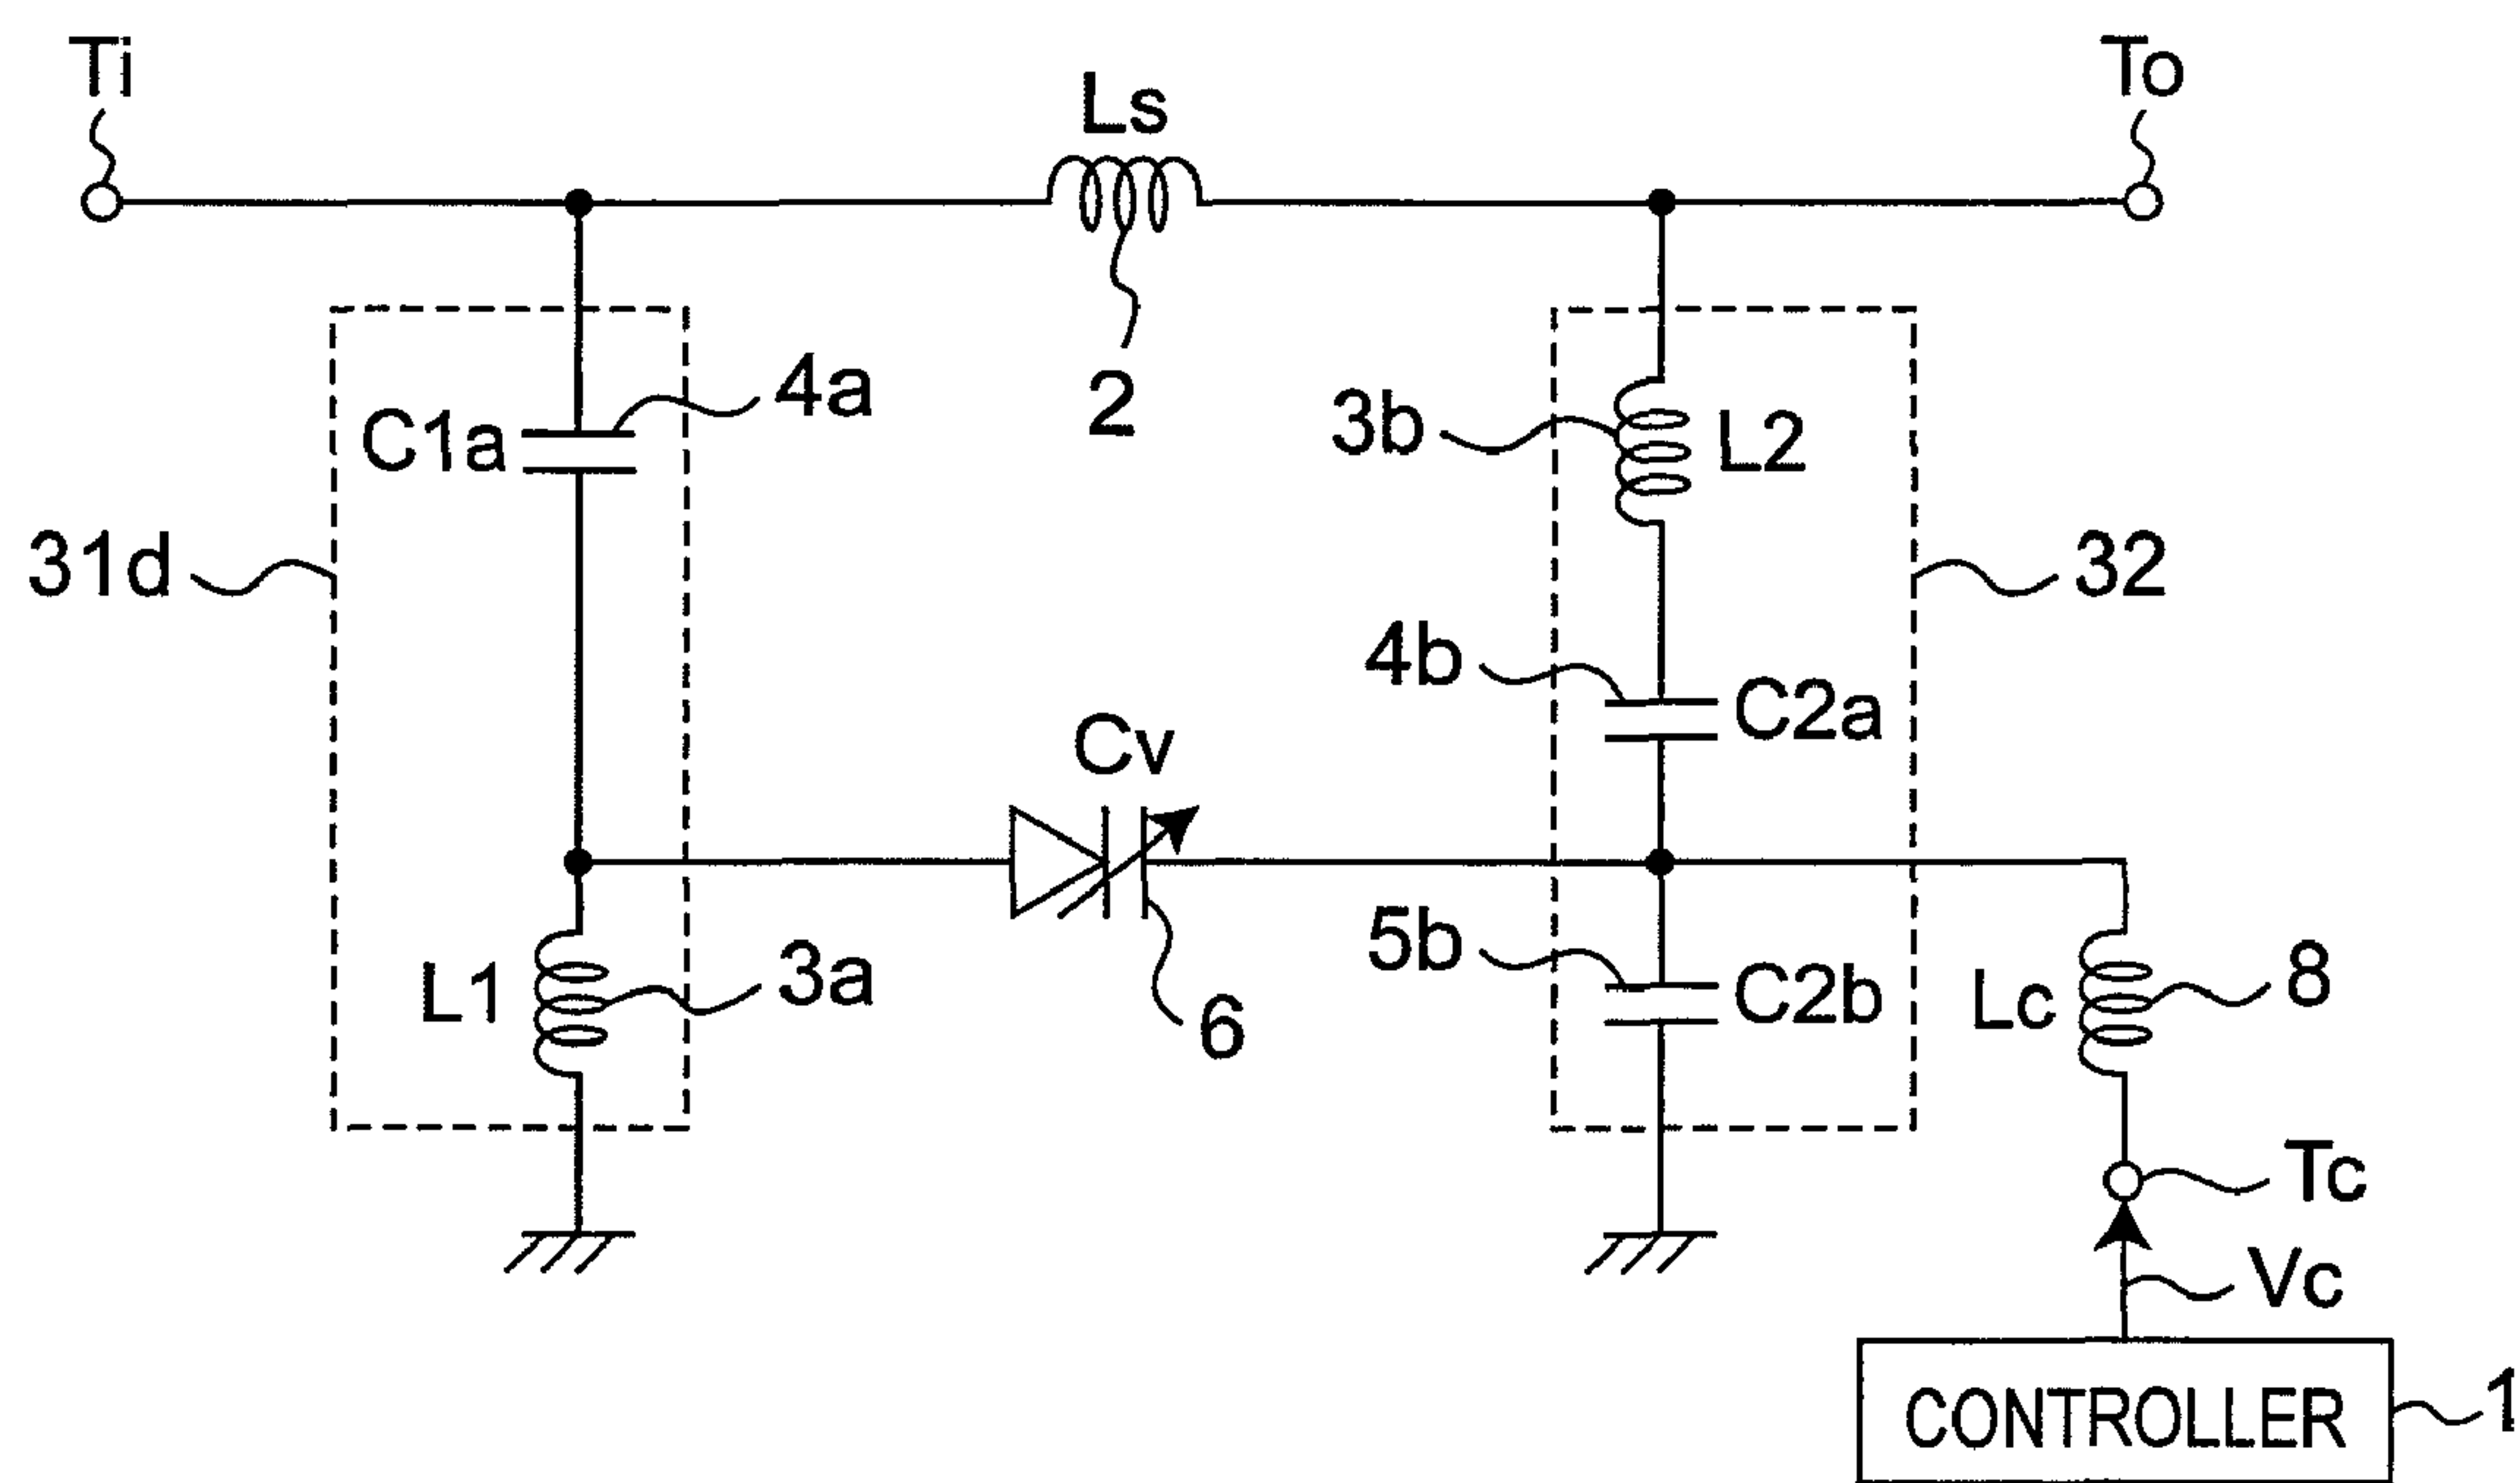 Ti
To
Ls
2
4a
C1a
3b
L2
31d
32
4b
C2a
Cv
5b
C2b
L1
3a
6
Lc
8
Tc
Vc
CONTROLLER
1